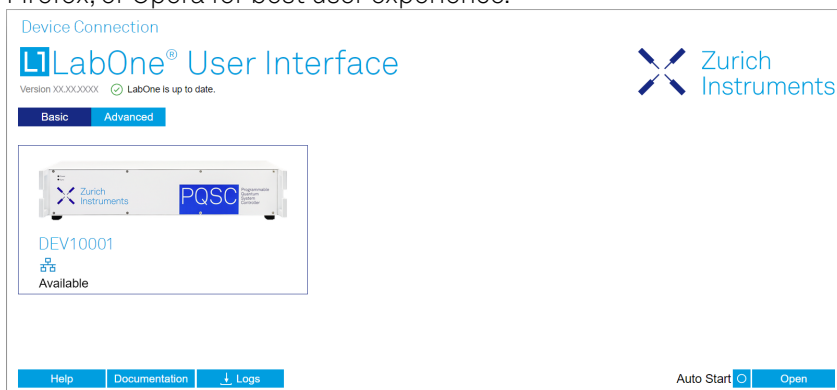 Firefox, or Opera for best user experience.
Device Connection
L1 LabOne® User Interface
Zurich
Instruments
Version XX.XX.XXXX LabOne is up to date.
Basic Advanced
Zurich
Instruments
PQSC
Programmable
Quantum
System
Controller
DEV10001
Available
Help Documentation Logs
Auto Start Open